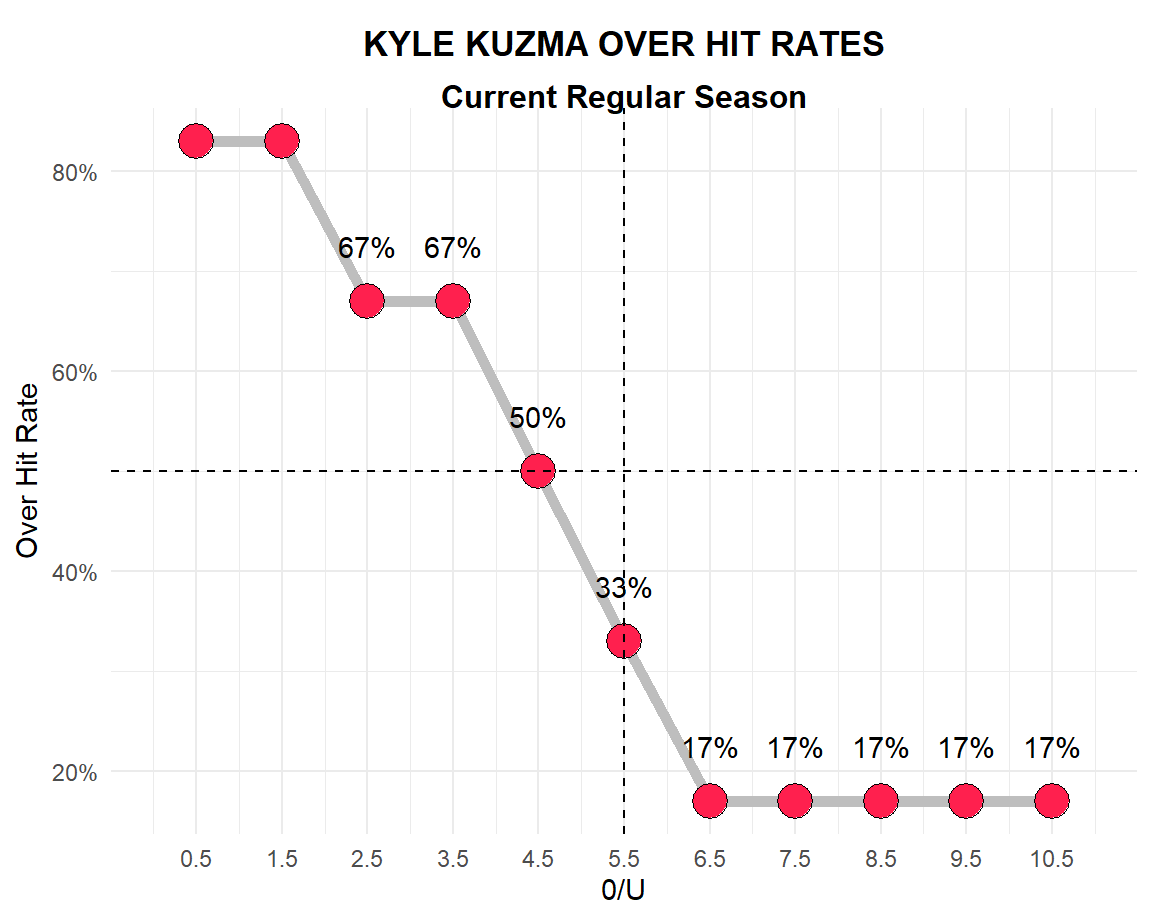 KYLE KUZMA OVER HIT RATES
Current Regular Season
Over Hit Rate
80%
60%
40%
20%
67% 67%
50%
33%
17% 17% 17% 17% 17%
0.5 1.5 2.5 3.5 4.5 5.5 6.5 7.5 8.5 9.5 10.5
0/U